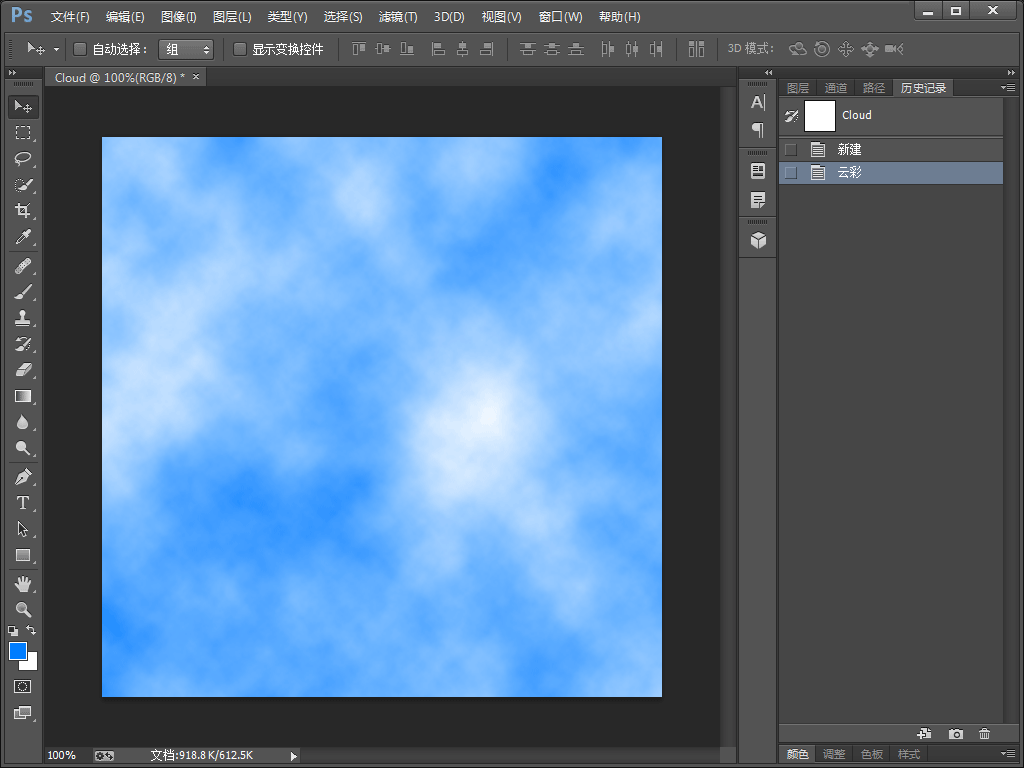 Ps 文件(F) 编辑(E) 图像(I) 图层(L) 类型(Y) 选择(S) 滤镜(T) 3D(D) 视图(V) 窗口(W) 帮助(H)
自动选择： 组 显示变换控件 3D 模式：
Cloud @ 100%(RGB/8) * ×
图层 通道 路径 历史记录
Cloud
新建
云彩
100% 文档:918.8 K/612.5K
颜色 调整 色板 样式